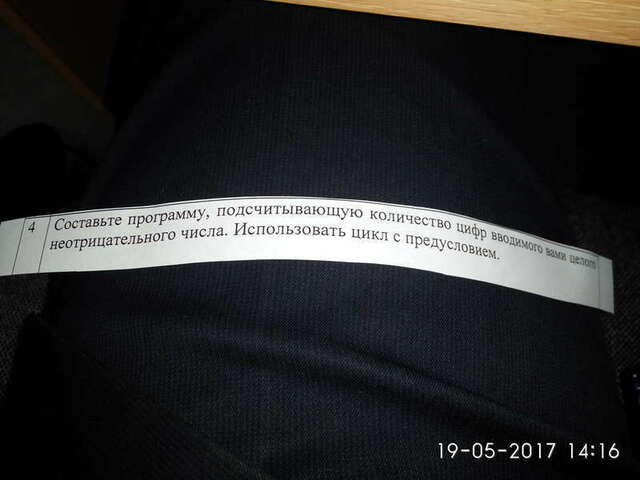 4 Составьте программу, подсчитывающую количество цифр вводимого вами целого
неотрицательного числа. Использовать цикл с предусловием.
19-05-2017 14:16